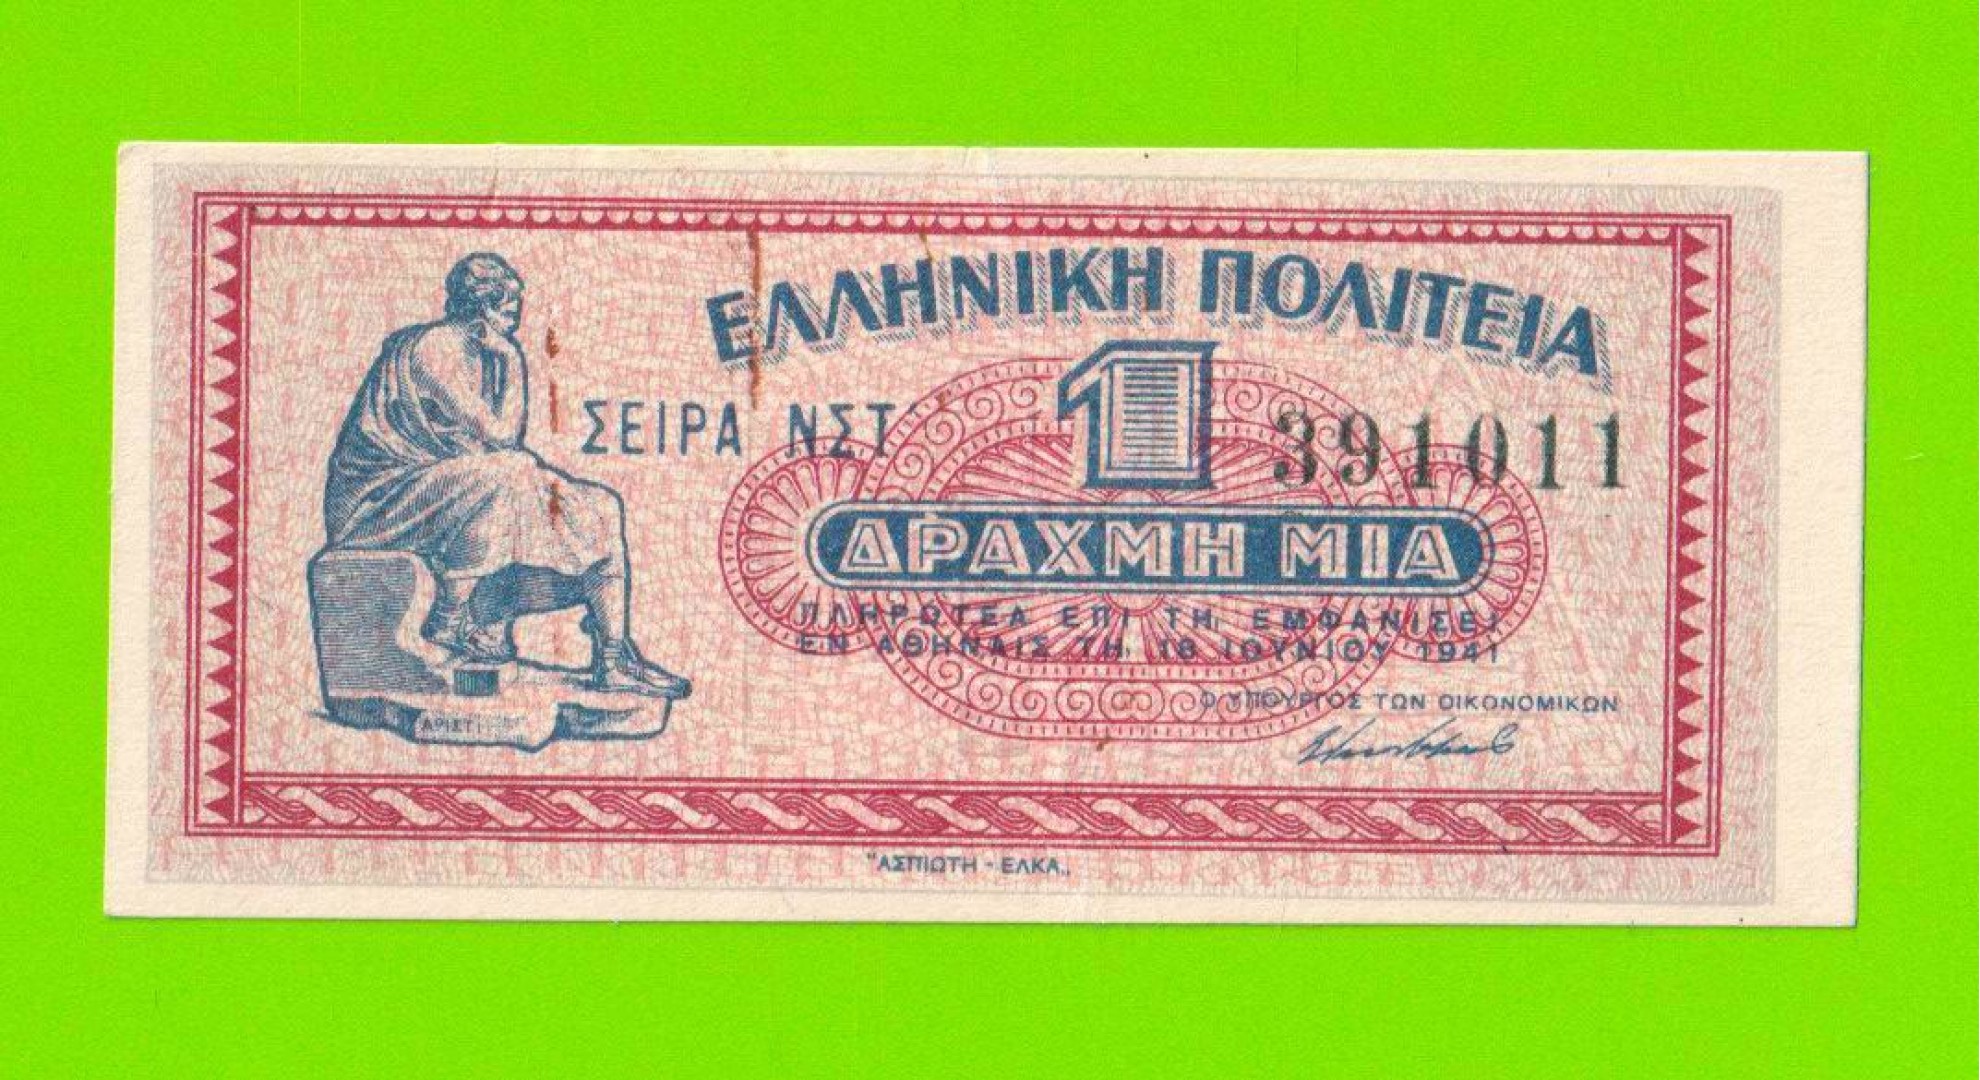 ΕΛΛΗΝΙΚΗ ΠΟΛΙΤΕΙΑ
ΣΕΙΡΑ ΝΣΤ 1 391011
ΔΡΑΧΜΗ ΜΙΑ
ΠΛΗΡΩΤΕΑ ΕΠΙ ΤΗ ΕΜΦΑΝΙΣΕΙ
ΕΝ ΑΘΗΝΑΙΣ ΤΗ 18 ΙΟΥΝΙΟΥ 1941
Ο ΥΠΟΥΡΓΟΣ ΤΩΝ ΟΙΚΟΝΟΜΙΚΩΝ
ΑΡΙΣΤ
"ΑΣΠΙΩΤΗ - ΕΛΚΑ„